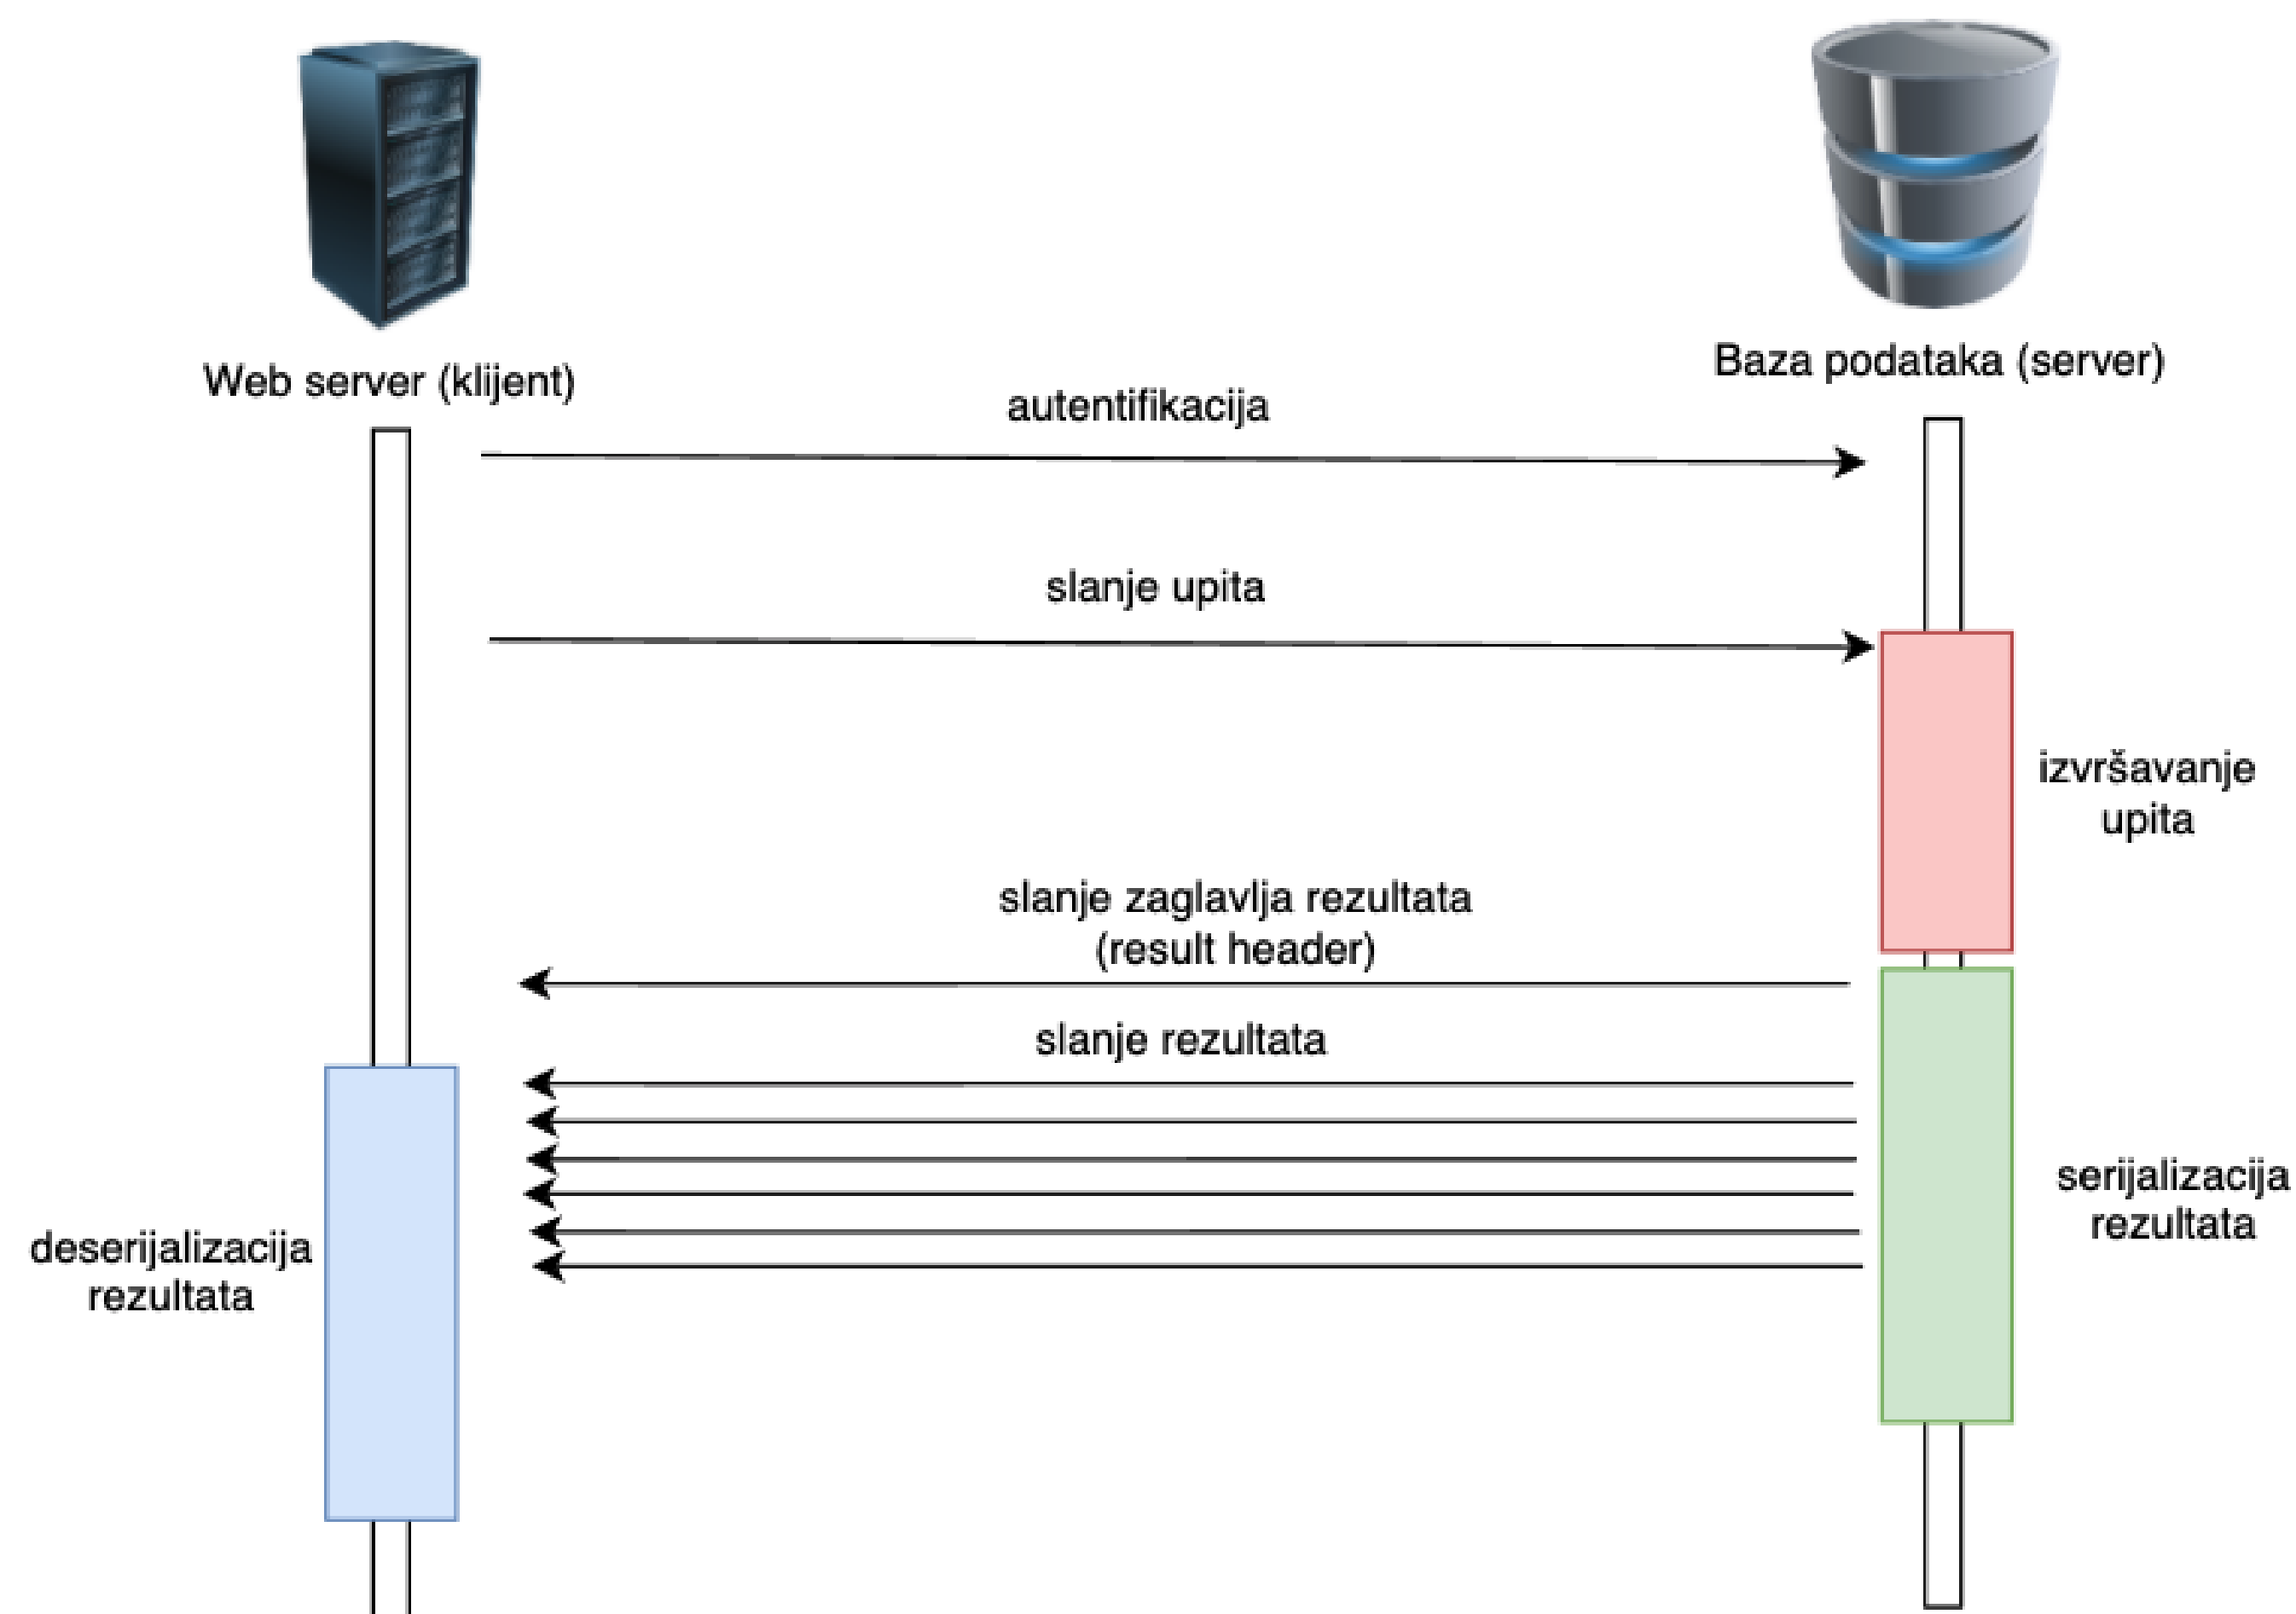 Web server (klijent)
Baza podataka (server)
autentifikacija
slanje upita
izvršavanje
upita
slanje zaglavlja rezultata
(result header)
slanje rezultata
serijalizacija
rezultata
deserijalizacija
rezultata